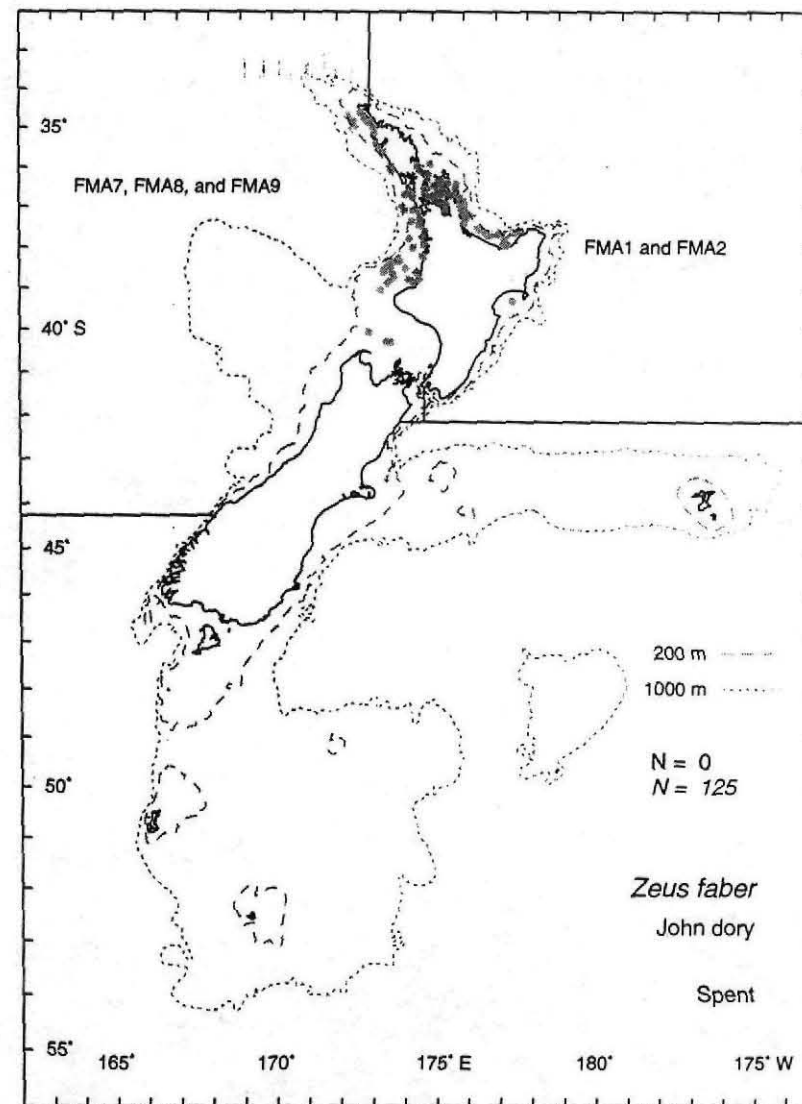 35°
FMA7, FMA8, and FMA9
FMA1 and FMA2
40° S
45°
200 m
1000 m
N = 0
N = 125
50°
Zeus faber
John dory
Spent
55°
165°
170°
175° E
180°
175° W